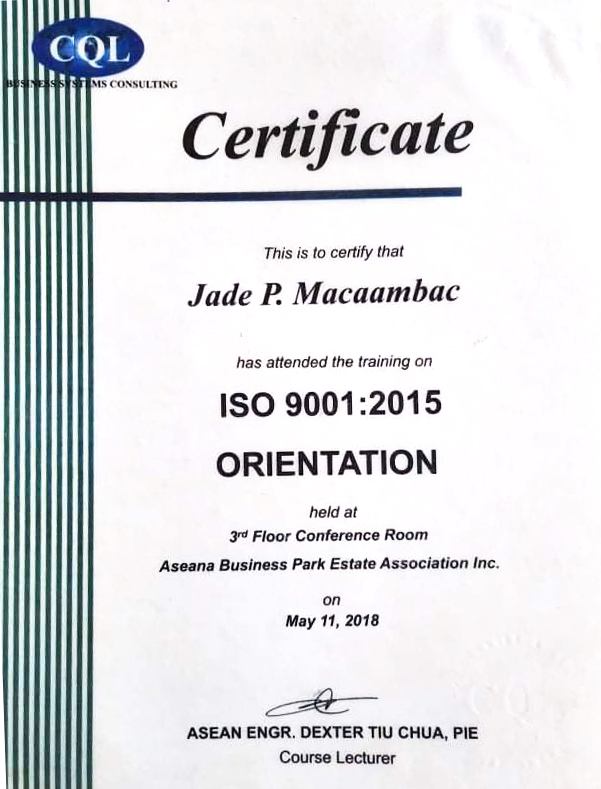 CQL
BUSINESS SYSTEMS CONSULTING
Certificate
This is to certify that
Jade P. Macaambac
has attended the training on
ISO 9001:2015
ORIENTATION
held at
3rd Floor Conference Room
Aseana Business Park Estate Association Inc.
on
May 11, 2018
ASEAN ENGR. DEXTER TIU CHUA, PIE
Course Lecturer